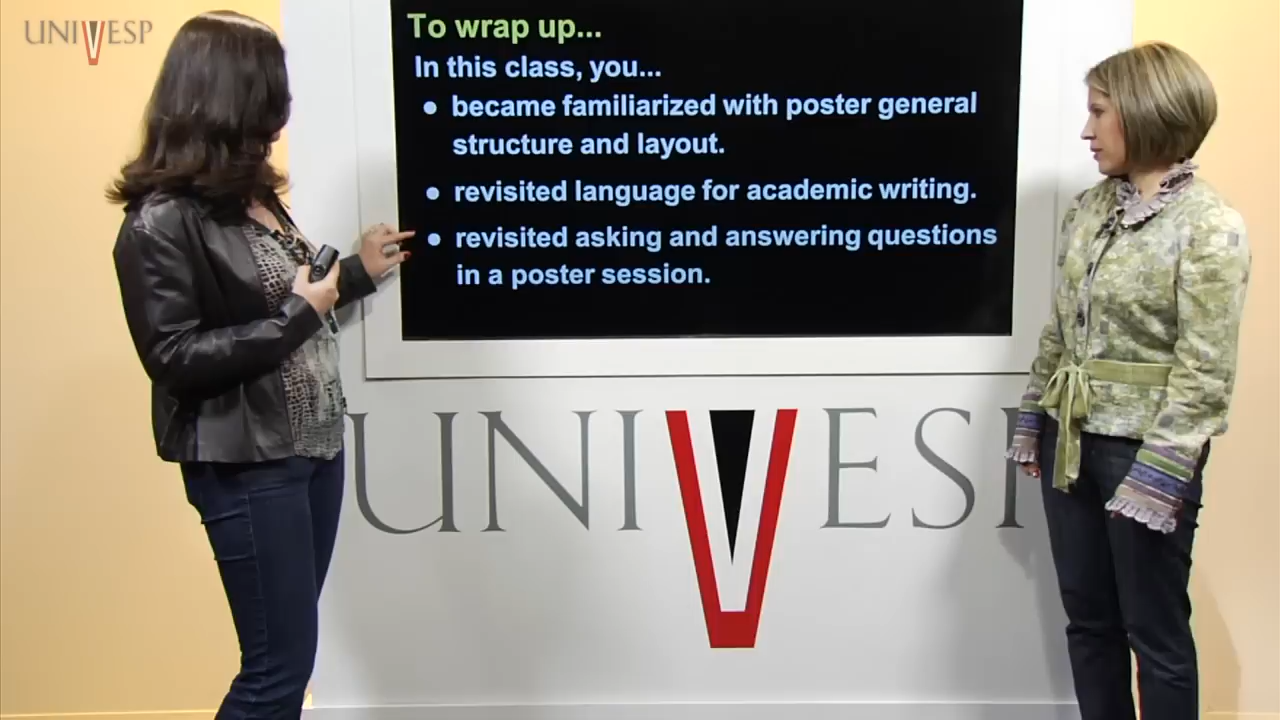 UNIVESP
To wrap up...
In this class, you...
• became familiarized with poster general
structure and layout.
• revisited language for academic writing.
• revisited asking and answering questions
in a poster session.
UNIVESP